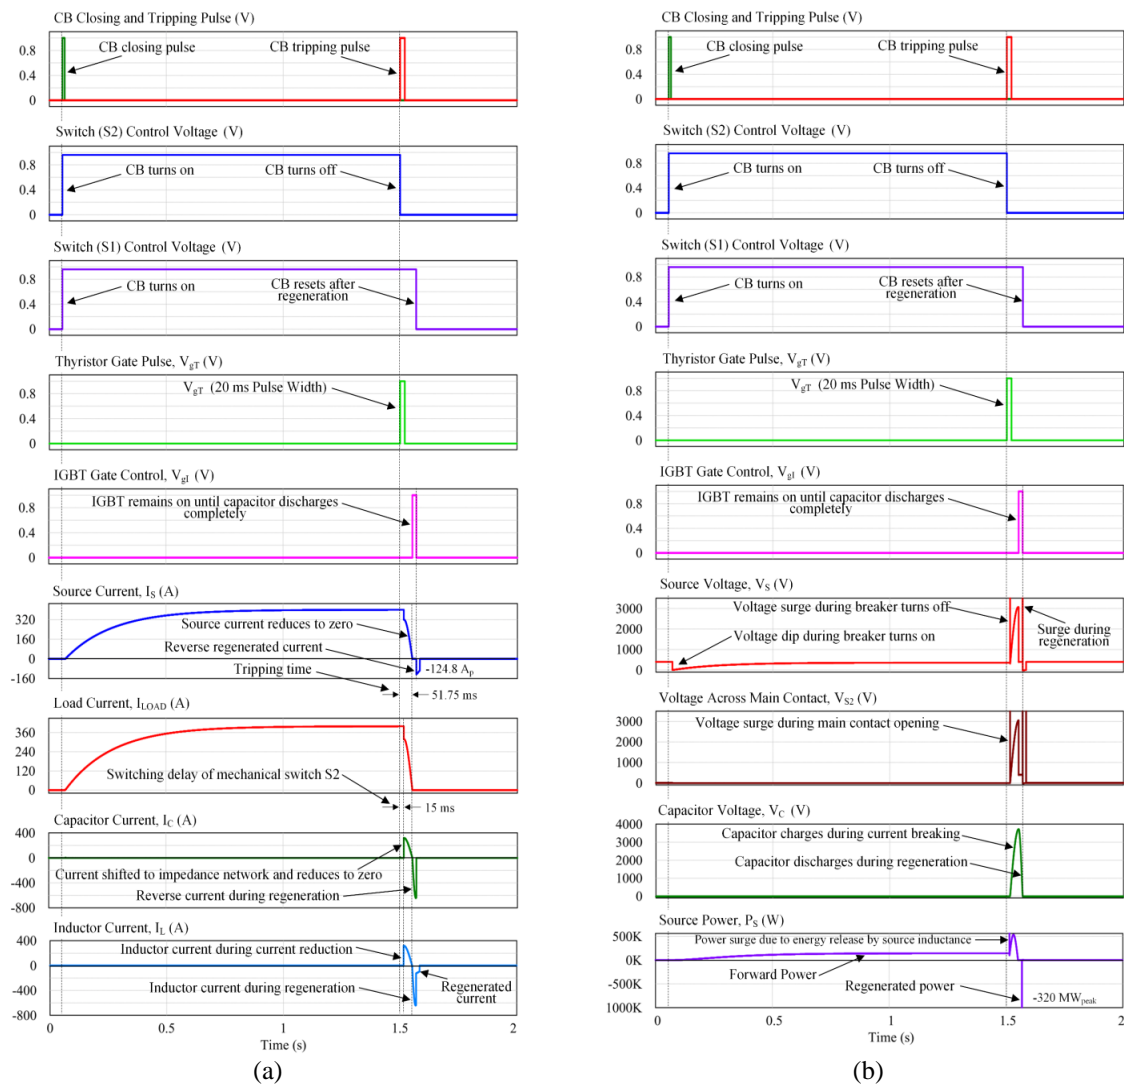 CB Closing and Tripping Pulse (V)
0.8
0.4
0
CB closing pulse
CB tripping pulse
Switch (S2) Control Voltage (V)
0.8
0.4
0
CB turns on
CB turns off
Switch (S1) Control Voltage (V)
0.8
0.4
0
CB turns on
CB resets after
regeneration
Thyristor Gate Pulse, VgT (V)
0.8
0.4
0
VgT (20 ms Pulse Width)
IGBT Gate Control, VgI (V)
0.8
0.4
0
IGBT remains on until capacitor discharges
completely
Source Current, IS (A)
320
160
0
-160
Source current reduces to zero
Reverse regenerated current
Tripping time
-124.8 Ap
51.75 ms
Load Current, ILOAD (A)
360
240
120
0
Switching delay of mechanical switch S2
15 ms
Capacitor Current, IC (A)
400
0
-400
-800
Current shifted to impedance network and reduces to zero
Reverse current during regeneration
Inductor Current, IL (A)
400
0
-400
-800
Inductor current during current reduction
Inductor current during regeneration
Regenerated
current
0 0.5 1 1.5 2
Time (s)
(a)
CB Closing and Tripping Pulse (V)
0.8
0.4
0
CB closing pulse
CB tripping pulse
Switch (S2) Control Voltage (V)
0.8
0.4
0
CB turns on
CB turns off
Switch (S1) Control Voltage (V)
0.8
0.4
0
CB turns on
CB resets after
regeneration
Thyristor Gate Pulse, VgT (V)
0.8
0.4
0
VgT (20 ms Pulse Width)
IGBT Gate Control, VgI (V)
0.8
0.4
0
IGBT remains on until capacitor discharges
completely
Source Voltage, VS (V)
3000
2000
1000
0
Voltage surge during breaker turns off
Voltage dip during breaker turns on
Surge during
regeneration
Voltage Across Main Contact, VS2 (V)
3000
2000
1000
0
Voltage surge during main contact opening
Capacitor Voltage, VC (V)
4000
3000
2000
1000
0
Capacitor charges during current breaking
Capacitor discharges during regeneration
Source Power, PS (W)
500K
0K
-500K
1000K
Power surge due to energy release by source inductance
Forward Power
Regenerated power
-320 MWpeak
0 0.5 1 1.5 2
Time (s)
(b)